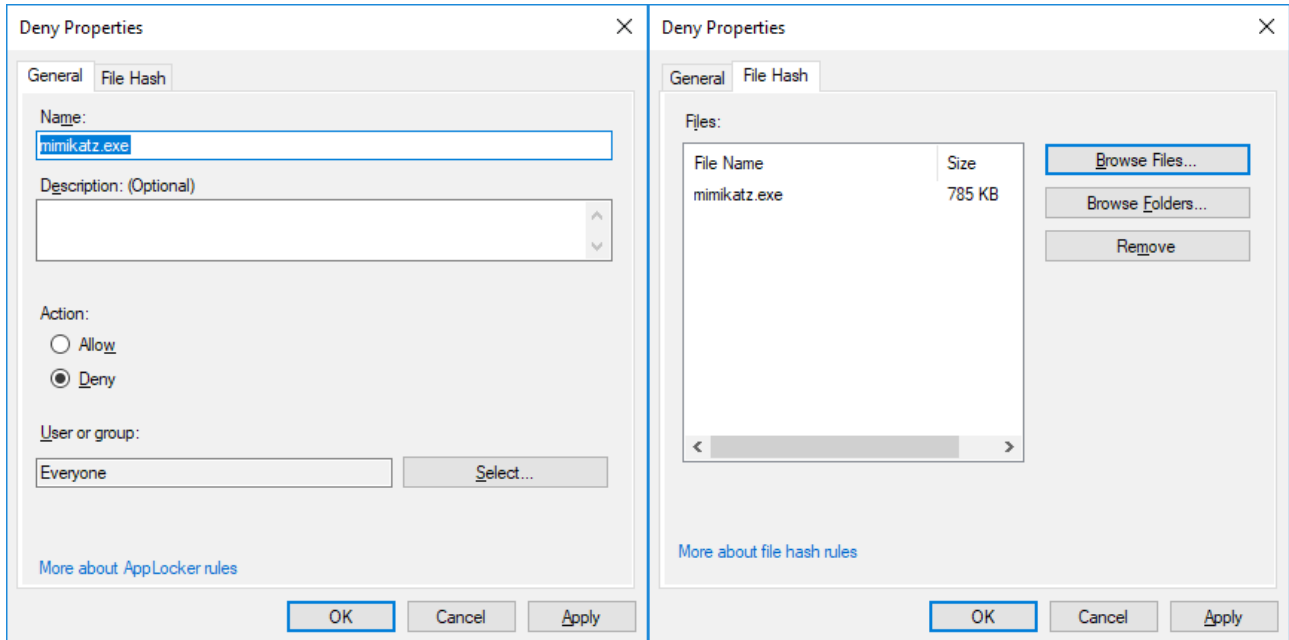 Deny Properties
General File Hash
Name:
mimikatz.exe
Description: (Optional)
Action:
Allow
Deny
User or group:
Everyone Select...
More about AppLocker rules
OK Cancel Apply
Deny Properties
General File Hash
Files:
File Name Size
mimikatz.exe 785 KB
Browse Files...
Browse Folders...
Remove
More about file hash rules
OK Cancel Apply